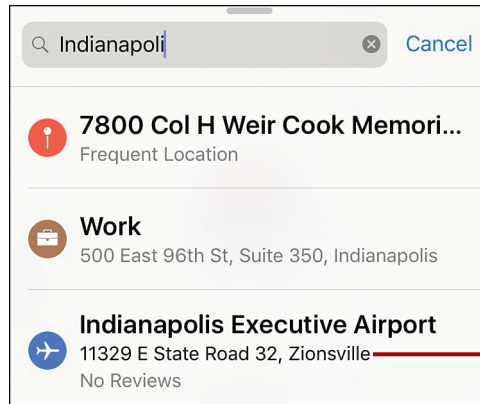 Indianapoli
Cancel
7800 Col H Weir Cook Memori...
Frequent Location
Work
500 East 96th St, Suite 350, Indianapolis
Indianapolis Executive Airport
11329 E State Road 32, Zionsville
No Reviews